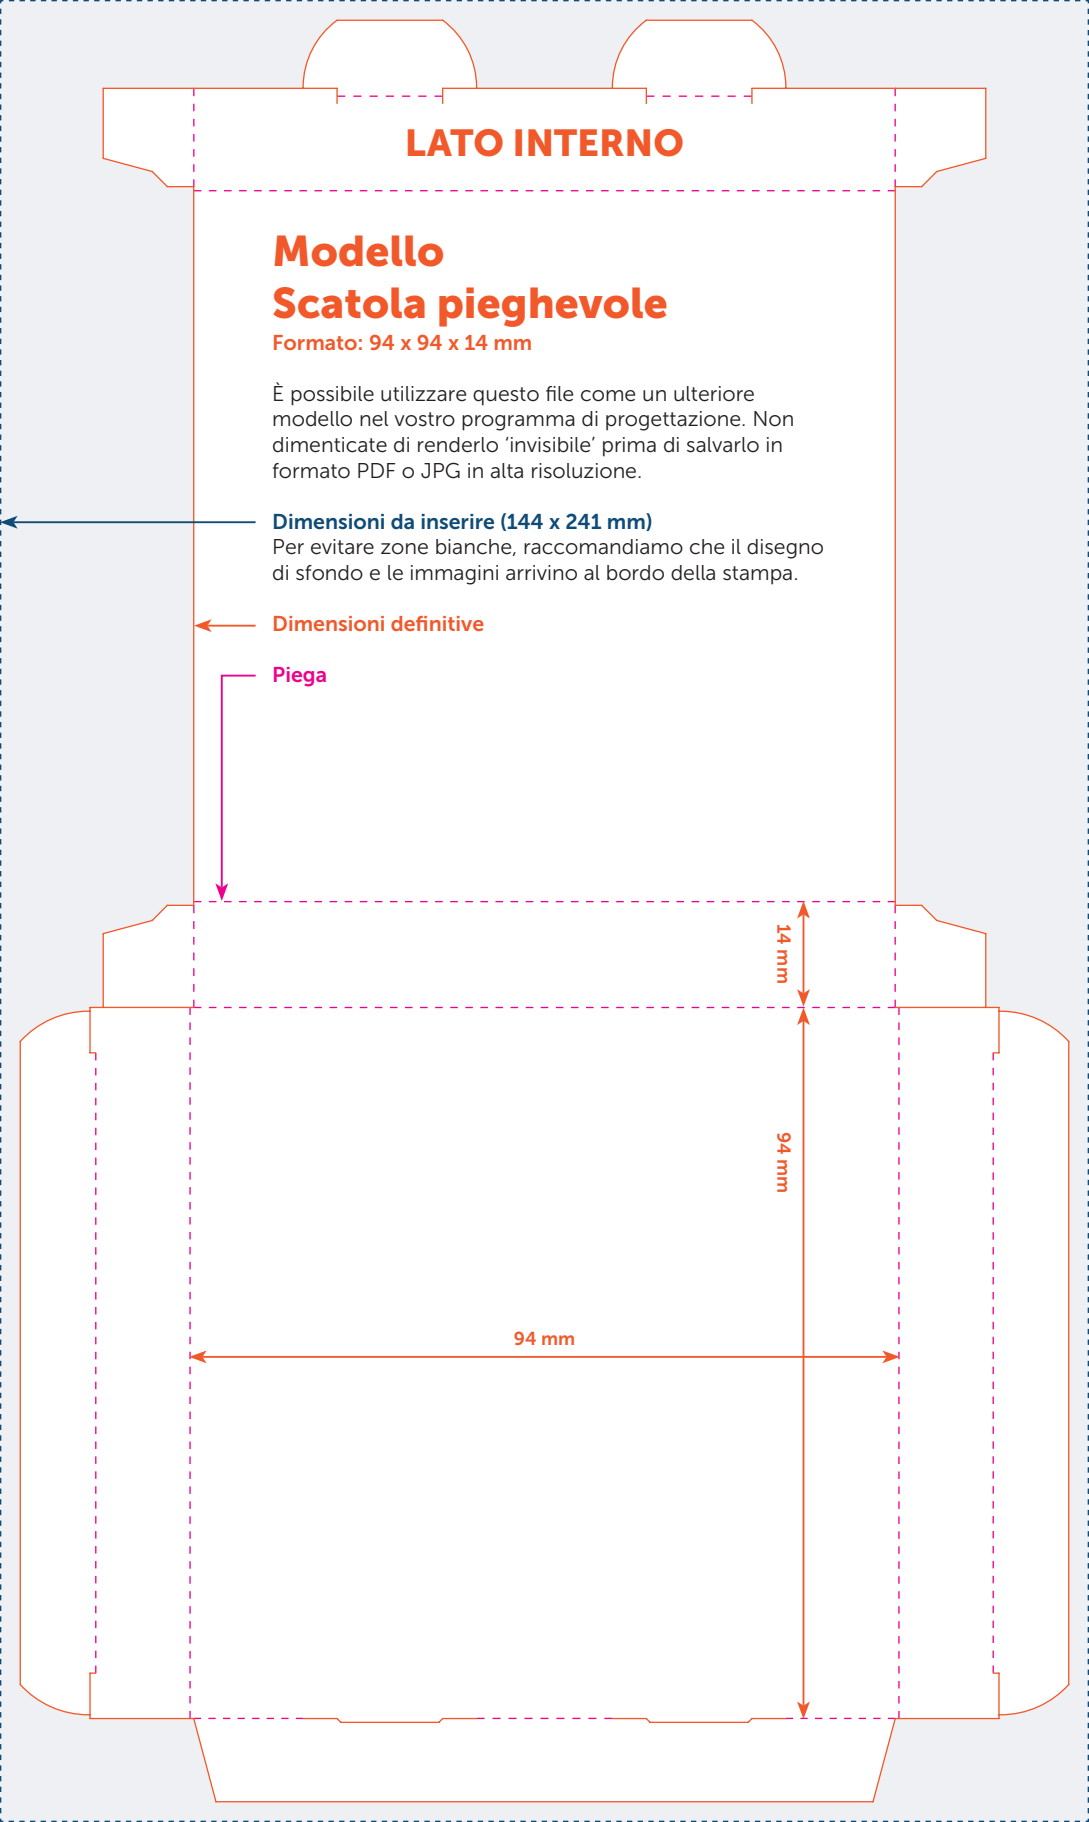 LATO INTERNO
Modello
Scatola pieghevole
Formato: 94 x 94 x 14 mm
È possibile utilizzare questo file come un ulteriore
modello nel vostro programma di progettazione. Non
dimenticate di renderlo ‘invisibile’ prima di salvarlo in
formato PDF o JPG in alta risoluzione.
Dimensioni da inserire (144 x 241 mm)
Per evitare zone bianche, raccomandiamo che il disegno
di sfondo e le immagini arrivino al bordo della stampa.
Dimensioni definitive
Piega
14 mm
94 mm
94 mm